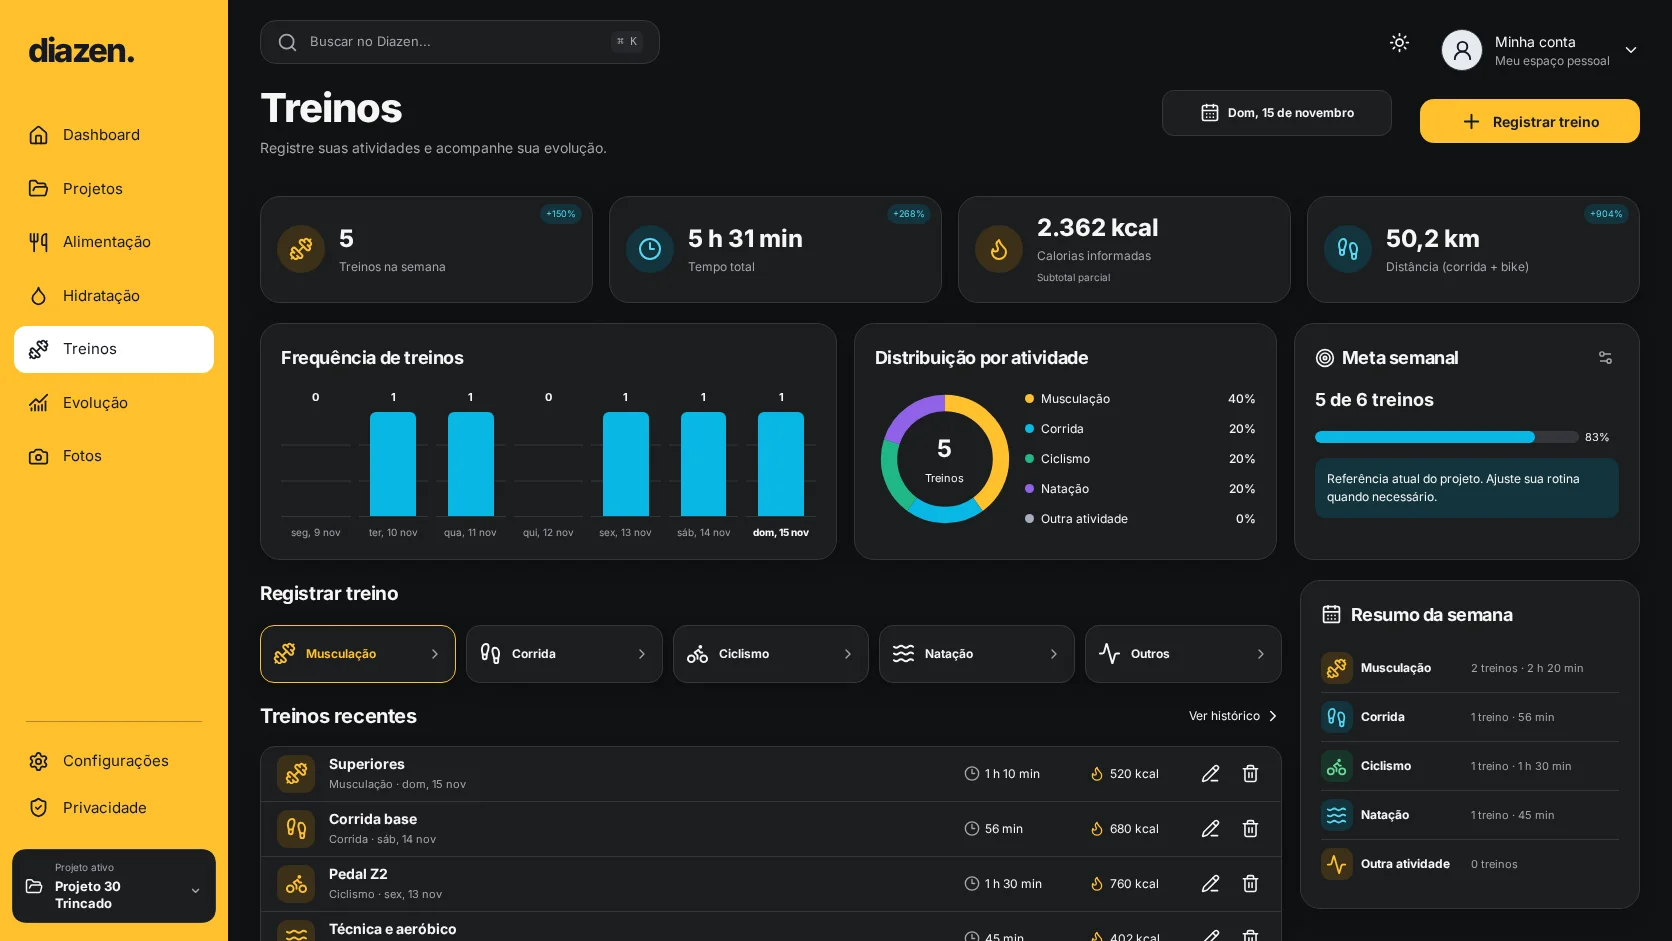 diazen.
Dashboard
Projetos
Alimentação
Hidratação
Treinos
Evolução
Fotos
Configurações
Privacidade
Projeto ativo
Projeto 30
Trincado
Buscar no Diazen...
⌘ K
Minha conta
Meu espaço pessoal
Treinos
Registre suas atividades e acompanhe sua evolução.
Dom, 15 de novembro
Registrar treino
5
Treinos na semana
+150%
5 h 31 min
Tempo total
+268%
2.362 kcal
Calorias informadas
Subtotal parcial
50,2 km
Distância (corrida + bike)
+904%
Frequência de treinos
0 1 1 0 1 1 1
seg, 9 nov ter, 10 nov qua, 11 nov qui, 12 nov sex, 13 nov sáb, 14 nov dom, 15 nov
Distribuição por atividade
5
Treinos
Musculação 40%
Corrida 20%
Ciclismo 20%
Natação 20%
Outra atividade 0%
Meta semanal
5 de 6 treinos
83%
Referência atual do projeto. Ajuste sua rotina
quando necessário.
Registrar treino
Musculação
Corrida
Ciclismo
Natação
Outros
Treinos recentes
Ver histórico
Superiores
Musculação · dom, 15 nov
1 h 10 min
520 kcal
Corrida base
Corrida · sáb, 14 nov
56 min
680 kcal
Pedal Z2
Ciclismo · sex, 13 nov
1 h 30 min
760 kcal
Técnica e aeróbico
45 min
402 kcal
Resumo da semana
Musculação 2 treinos · 2 h 20 min
Corrida 1 treino · 56 min
Ciclismo 1 treino · 1 h 30 min
Natação 1 treino · 45 min
Outra atividade 0 treinos